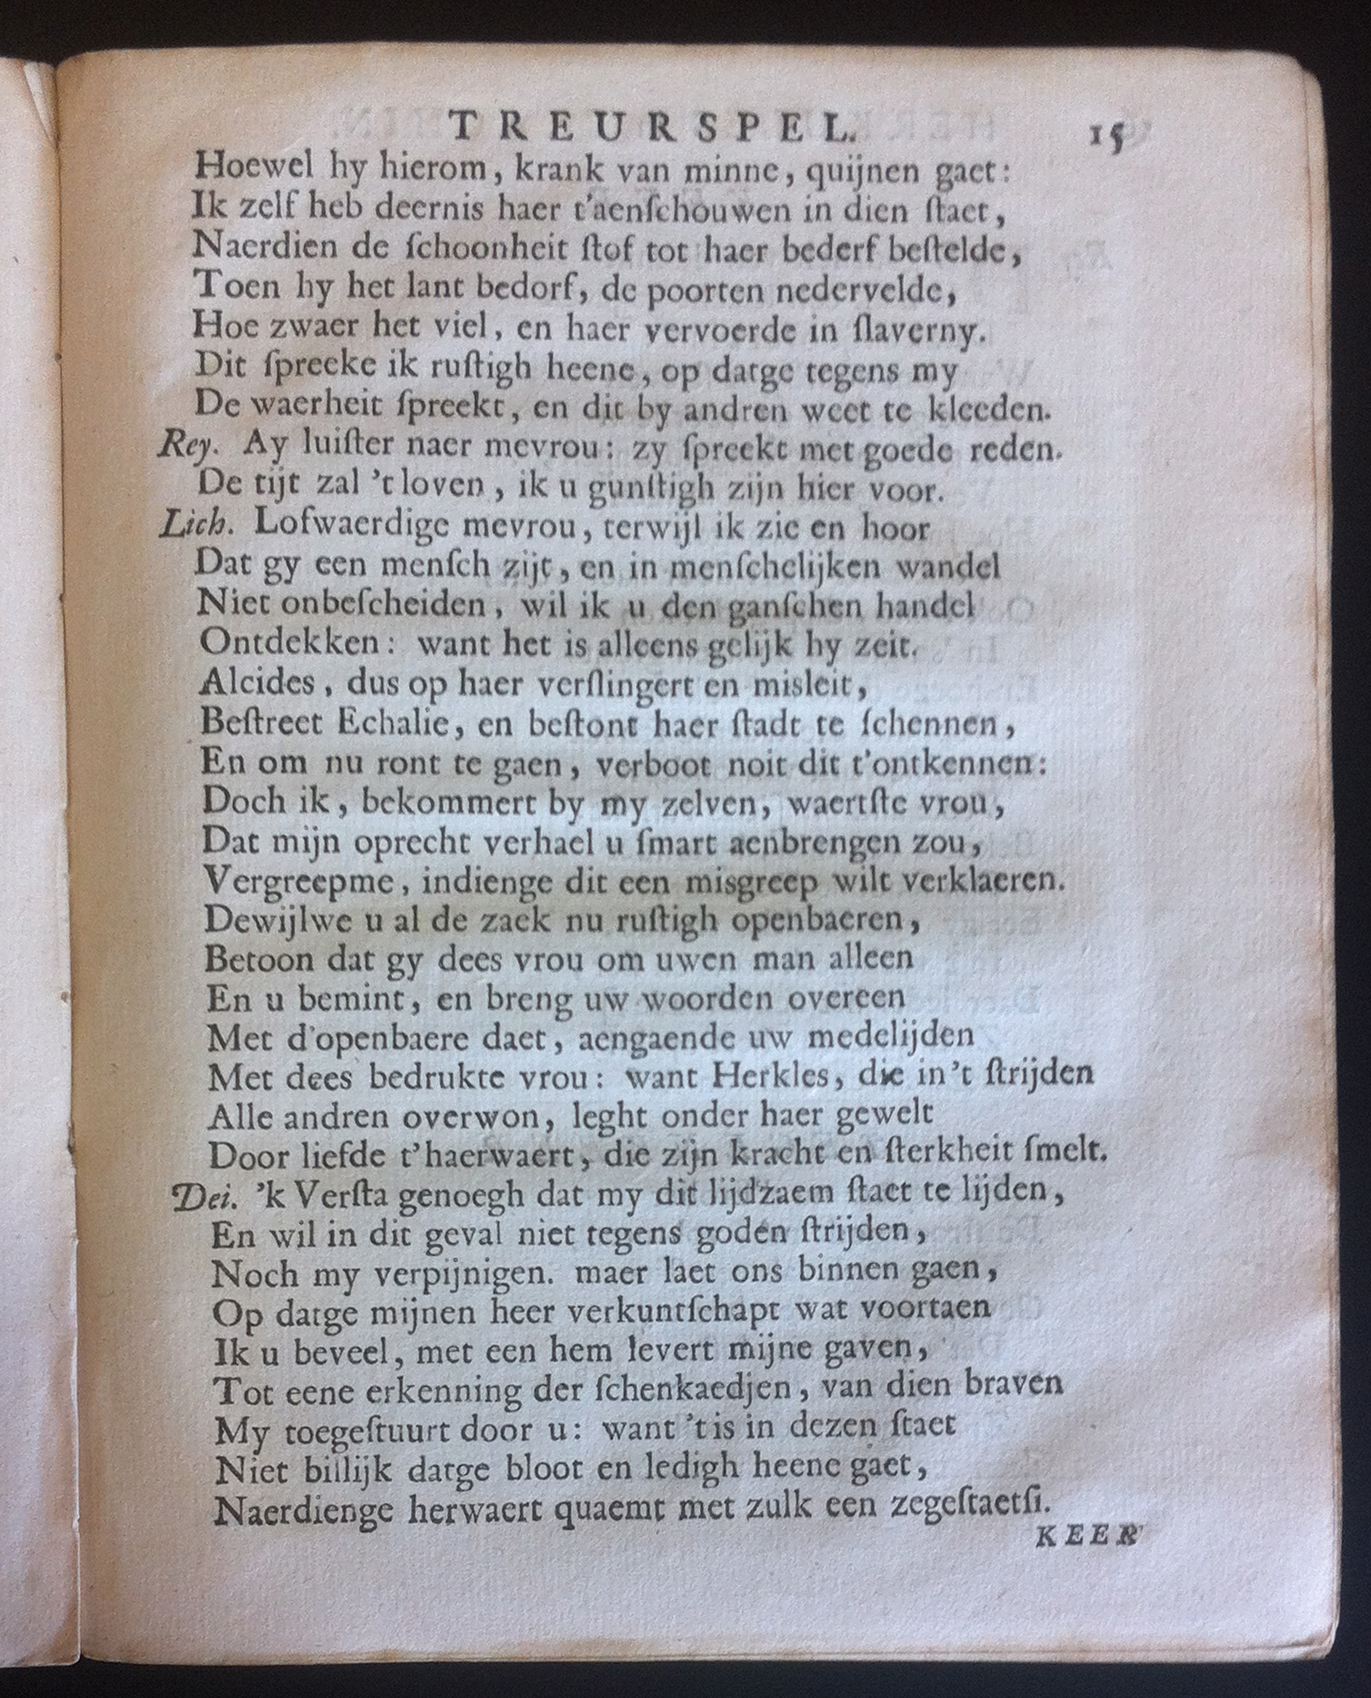 TREURSPEL. 15
Hoewel hy hierom, krank van minne, quijnen gaet:
Ik zelf heb deernis haer t'aenſchouwen in dien ſtaet,
Naerdien de ſchoonheit ſtof tot haer bederf beſtelde,
Toen hy het lant bedorf, de poorten nedervelde,
Hoe zwaer het viel, en haer vervoerde in ſlaverny.
Dit ſpreeke ik ruſtigh heene, op datge tegens my
De waerheit ſpreekt, en dit by andren weet te kleeden.
Rey. Ay luiſter naer mevrou: zy ſpreekt met goede reden.
De tijt zal 't loven, ik u gunſtigh zijn hier voor.
Lich. Lofwaerdige mevrou, terwijl ik zie en hoor
Dat gy een menſch zijt, en in menſchelijken wandel
Niet onbeſcheiden, wil ik u den ganſchen handel
Ontdekken: want het is alleens gelijk hy zeit.
Alcides, dus op haer verſlingert en misleit,
Beſtreet Echalie, en beſtont haer ſtadt te ſchennen,
En om nu ront te gaen, verboot noit dit t'ontkennen:
Doch ik, bekommert by my zelven, waertſte vrou,
Dat mijn oprecht verhael u ſmart aenbrengen zou,
Vergreepme, indienge dit een misgreep wilt verklaeren.
Dewijlwe u al de zaek nu ruſtigh openbaeren,
Betoon dat gy dees vrou om uwen man alleen
En u bemint, en breng uw woorden overeen
Met d'openbaere daet, aengaende uw medelijden
Met dees bedrukte vrou: want Herkles, die in't ſtrijden
Alle andren overwon, leght onder haer gewelt
Door liefde t'haerwaert, die zijn kracht en ſterkheit ſmelt.
Dei. 'k Verſta genoegh dat my dit lijdzaem ſtaet te lijden,
En wil in dit geval niet tegens goden ſtrijden,
Noch my verpijnigen. maer laet ons binnen gaen,
Op datge mijnen heer verkuntſchapt wat voortaen
Ik u beveel, met een hem levert mijne gaven,
Tot eene erkenning der ſchenkaedjen, van dien braven
My toegeſtuurt door u: want 't is in dezen ſtaet
Niet billijk datge bloot en ledigh heene gaet,
Naerdienge herwaert quaemt met zulk een zegeſtaetſi.
KEER